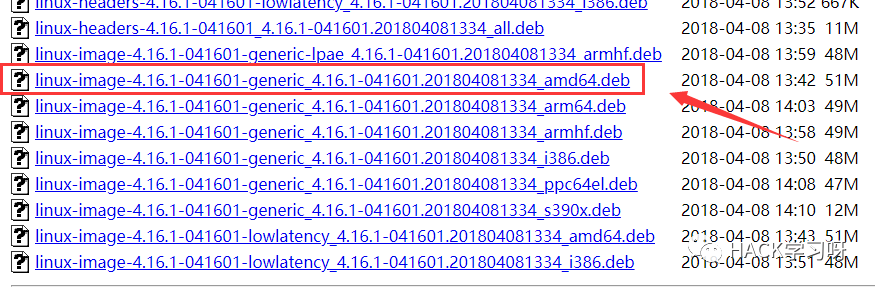 linux-headers-4.16.1-041601-lowlatency_4.16.1-041601.201804081334_i386.deb 2018-04-08 13:52 667K
linux-headers-4.16.1-041601_4.16.1-041601.201804081334_all.deb 2018-04-08 13:35 11M
linux-image-4.16.1-041601-generic-lpae_4.16.1-041601.201804081334_armhf.deb 2018-04-08 13:59 48M
linux-image-4.16.1-041601-generic_4.16.1-041601.201804081334_amd64.deb 2018-04-08 13:42 51M
linux-image-4.16.1-041601-generic_4.16.1-041601.201804081334_arm64.deb 2018-04-08 14:03 49M
linux-image-4.16.1-041601-generic_4.16.1-041601.201804081334_armhf.deb 2018-04-08 13:58 49M
linux-image-4.16.1-041601-generic_4.16.1-041601.201804081334_i386.deb 2018-04-08 13:50 48M
linux-image-4.16.1-041601-generic_4.16.1-041601.201804081334_ppc64el.deb 2018-04-08 14:08 47M
linux-image-4.16.1-041601-generic_4.16.1-041601.201804081334_s390x.deb 2018-04-08 14:10 12M
linux-image-4.16.1-041601-lowlatency_4.16.1-041601.201804081334_amd64.deb 2018-04-08 13:43 51M
linux-image-4.16.1-041601-lowlatency_4.16.1-041601.201804081334_i386.deb 2018-04-08 13:51 48M
HACK学习呀